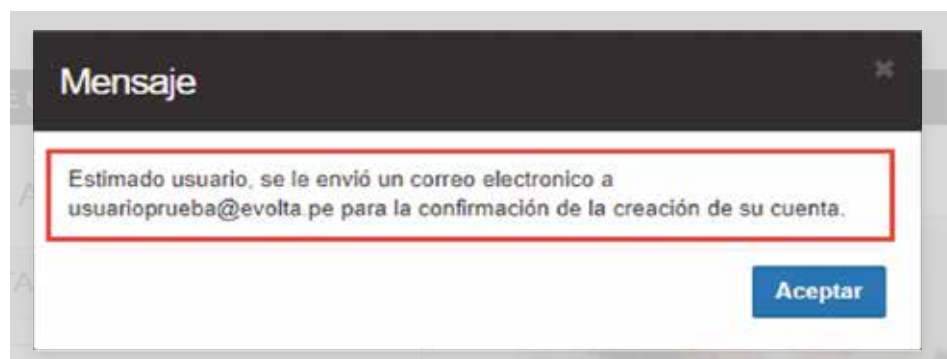 Mensaje
Estimado usuario, se le envió un correo electronico a
usuarioprueba@evolta.pe para la confirmación de la creación de su cuenta.
Aceptar